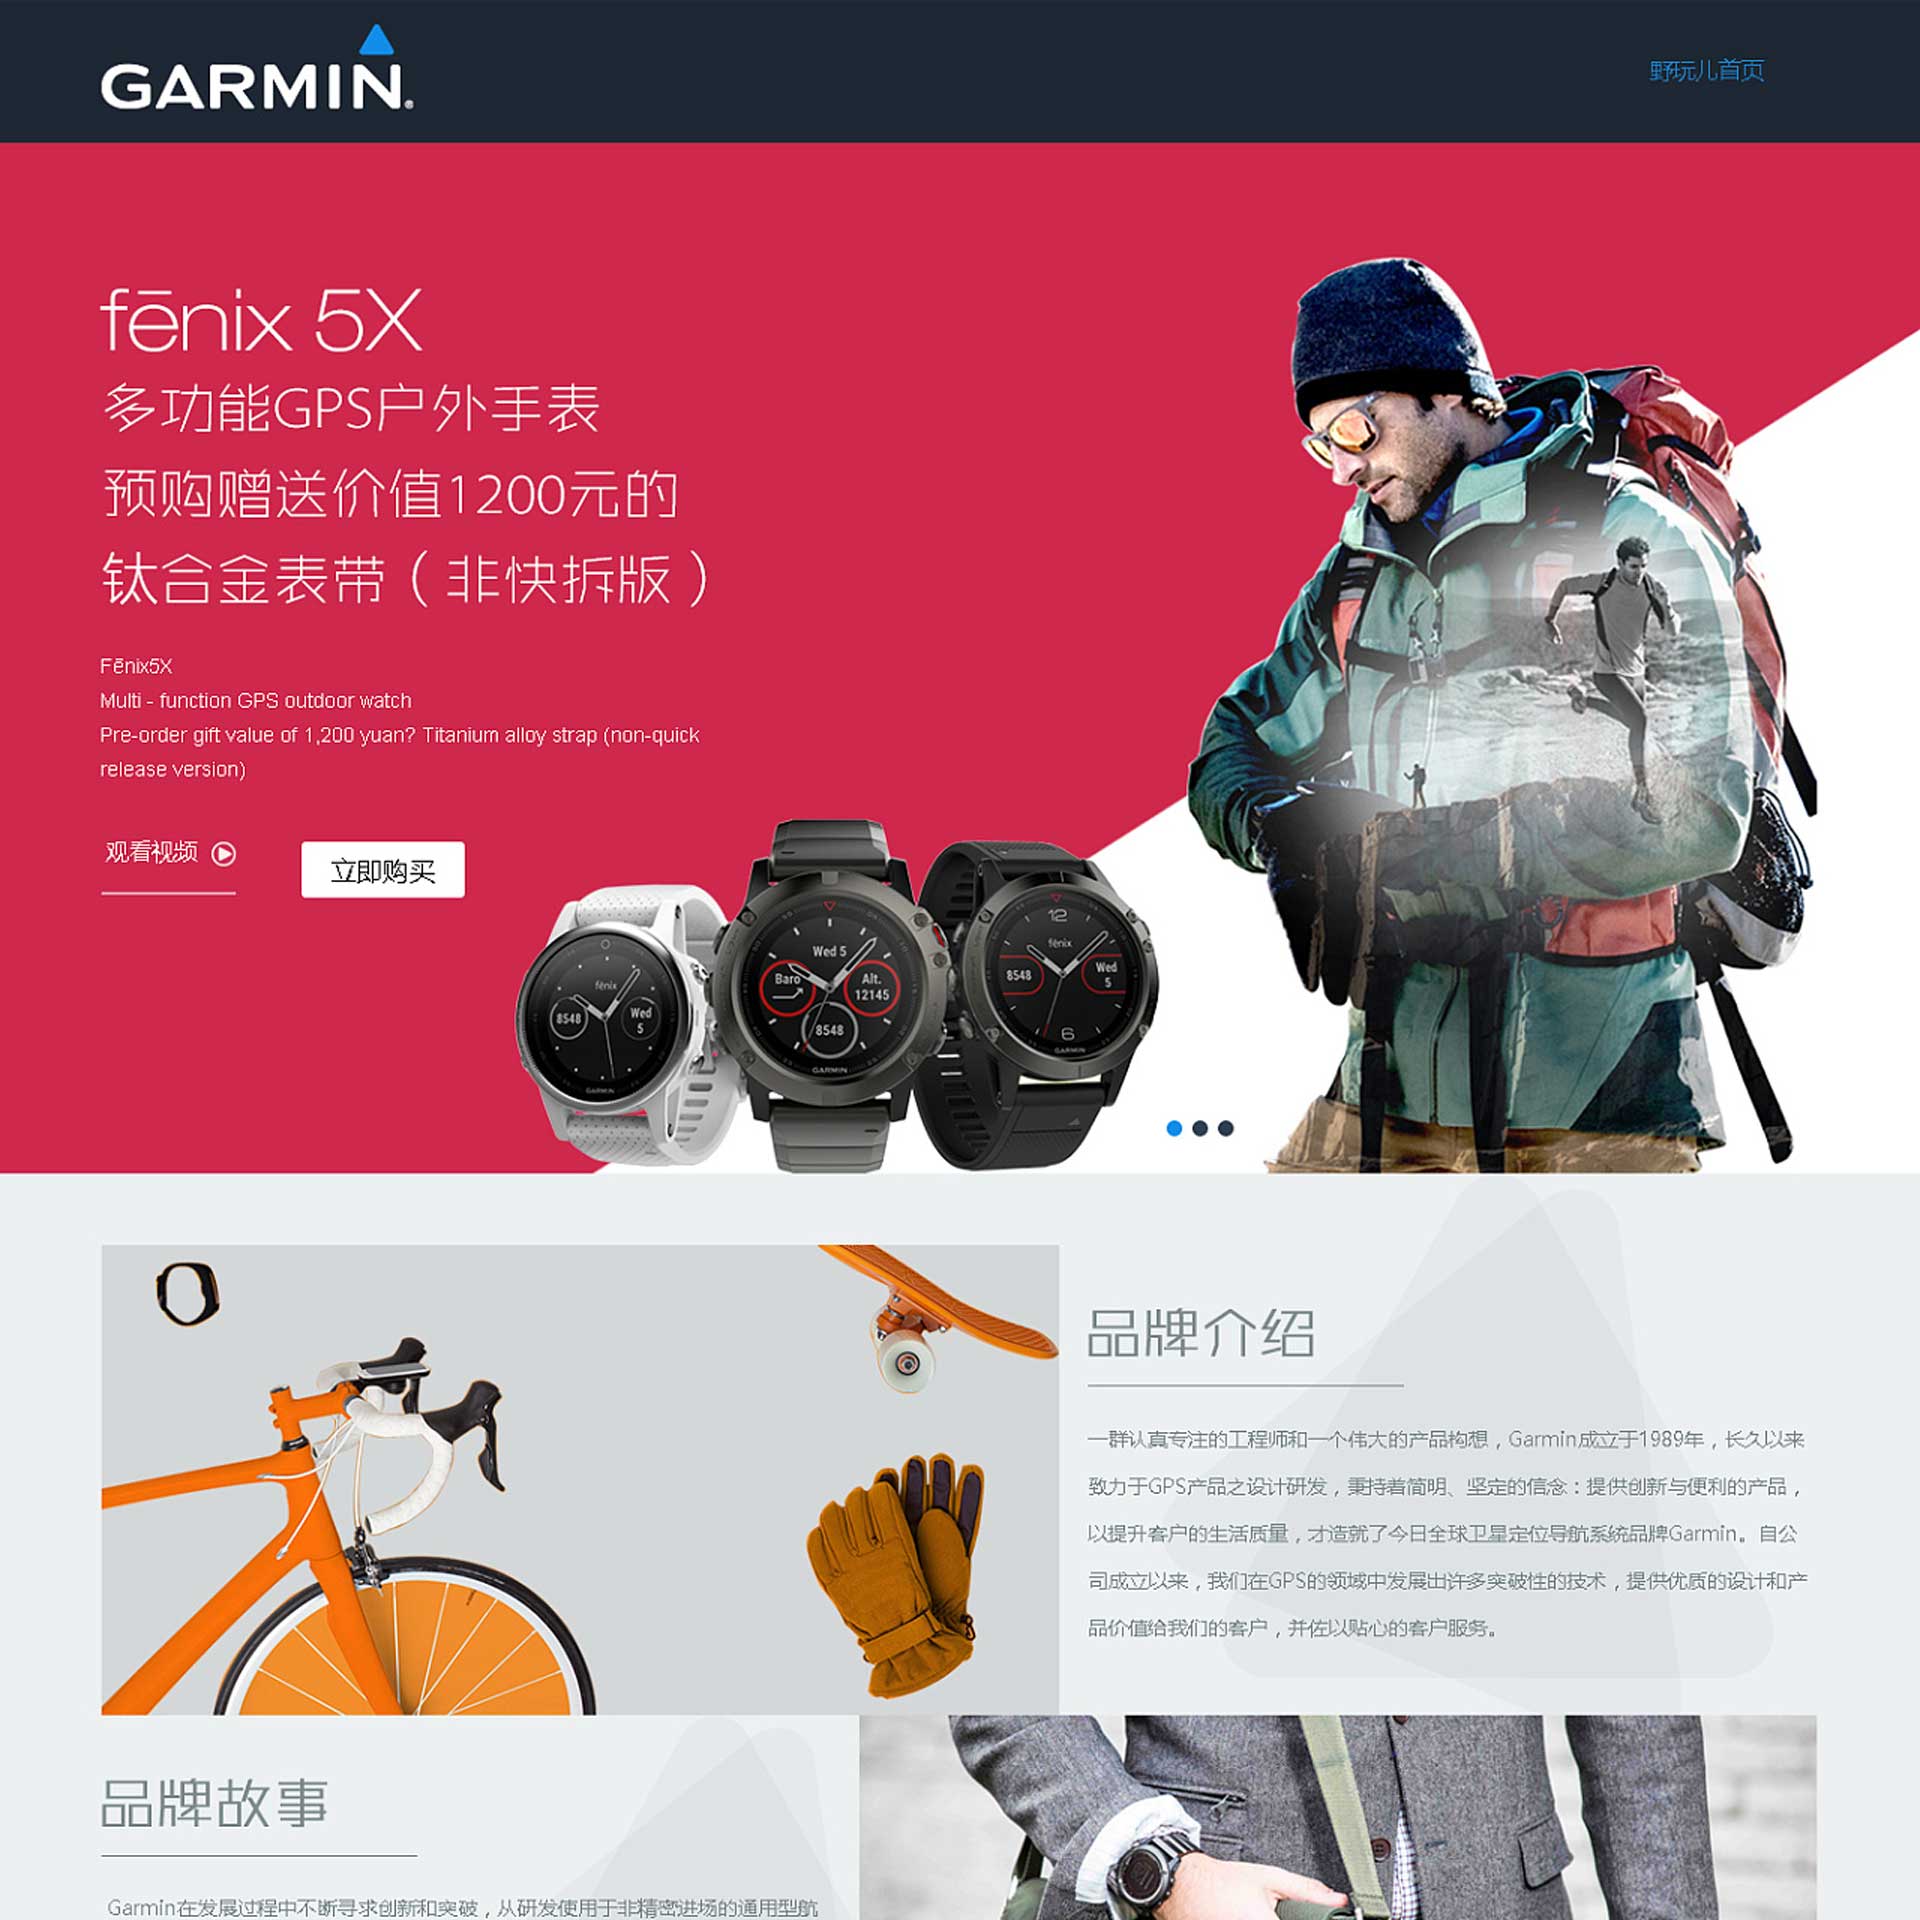 GARMIN
野玩儿首页
fēnix 5X
多功能GPS户外手表
预购赠送价值1200元的
钛合金表带（非快拆版）
Fēnix5X
Multi - function GPS outdoor watch
Pre-order gift value of 1,200 yuan? Titanium alloy strap (non-quick
release version)
观看视频
立即购买
fēnix
8548
Wed
5
GARMIN
Wed 5
Baro
Alt.
12145
8548
GARMIN
12
fēnix
8548
Wed
5
6
GARMIN
品牌介绍
一群认真专注的工程师和一个伟大的产品构想，Garmin成立于1989年，长久以来
致力于GPS产品之设计研发，秉持着简明、坚定的信念：提供创新与便利的产品，
以提升客户的生活质量，才造就了今日全球卫星定位导航系统品牌Garmin。自公
司成立以来，我们在GPS的领域中发展出许多突破性的技术，提供优质的设计和产
品价值给我们的客户，并佐以贴心的客户服务。
品牌故事
Garmin在发展过程中不断寻求创新和突破，从研发使用于非精密进场的通用型航